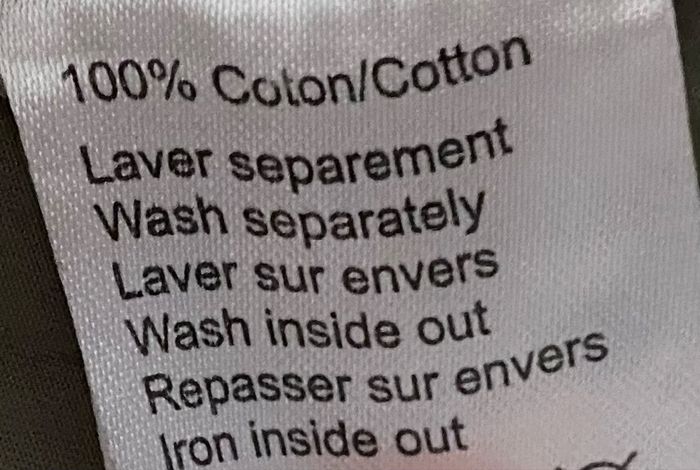 100% Coton/Cotton
Laver separement
Wash separately
Laver sur envers
Wash inside out
Repasser sur envers
Iron inside out